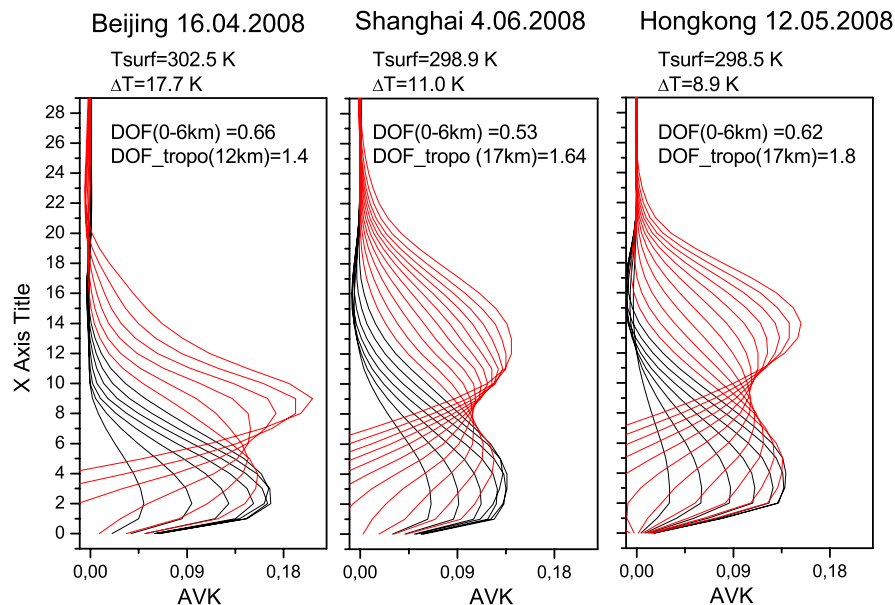 Beijing 16.04.2008
Shanghai 4.06.2008
Hongkong 12.05.2008
Tsurf=302.5 K
ΔT=17.7 K
Tsurf=298.9 K
ΔT=11.0 K
Tsurf=298.5 K
ΔT=8.9 K
DOF(0-6km) =0.66
DOF_tropo(12km)=1.4
DOF(0-6km) =0.53
DOF_tropo (17km)=1.64
DOF(0-6km) =0.62
DOF_tropo(17km)=1.8
X Axis Title
28
26
24
22
20
18
16
14
12
10
8
6
4
2
0
0,00 0,09 0,18
0,00 0,09 0,18
0,00 0,09 0,18
AVK
AVK
AVK